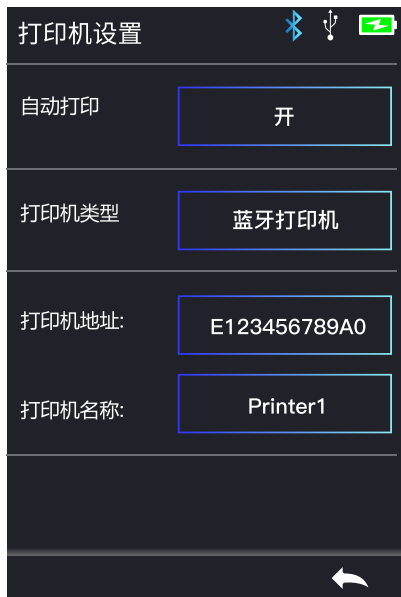 打印机设置
自动打印 开
打印机类型 蓝牙打印机
打印机地址: E123456789A0
打印机名称: Printer1